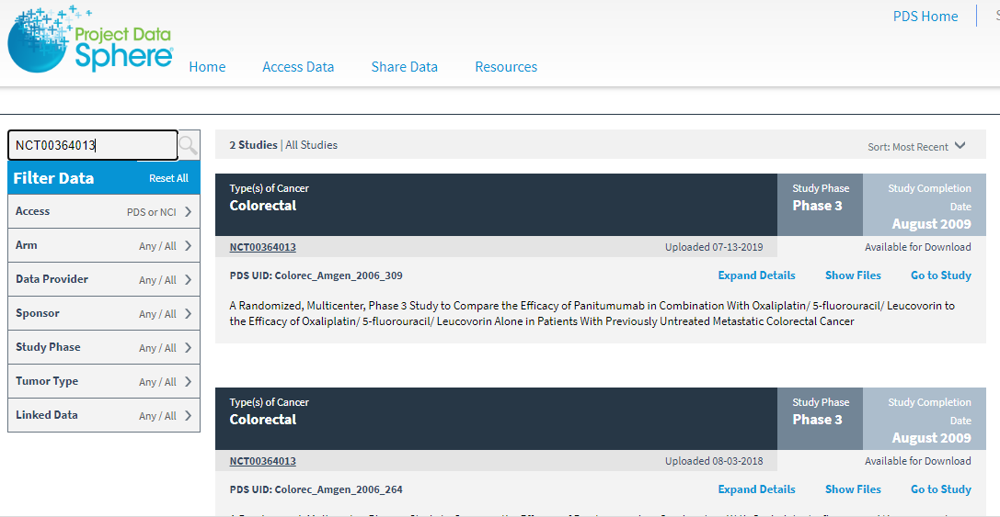 PDS Home
Project Data
Sphere
Home Access Data Share Data Resources
NCT00364013
2 Studies | All Studies
Sort: Most Recent
Filter Data Reset All
Access PDS or NCI
Arm Any / All
Data Provider Any / All
Sponsor Any / All
Study Phase Any / All
Tumor Type Any / All
Linked Data Any / All
Type(s) of Cancer
Colorectal
Study Phase
Phase 3
Study Completion
Date
August 2009
NCT00364013 Uploaded 07-13-2019 Available for Download
PDS UID: Colorec_Amgen_2006_309 Expand Details Show Files Go to Study
A Randomized, Multicenter, Phase 3 Study to Compare the Efficacy of Panitumumab in Combination With Oxaliplatin/ 5-fluorouracil/ Leucovorin to
the Efficacy of Oxaliplatin/ 5-fluorouracil/ Leucovorin Alone in Patients With Previously Untreated Metastatic Colorectal Cancer
Type(s) of Cancer
Colorectal
Study Phase
Phase 3
Study Completion
Date
August 2009
NCT00364013 Uploaded 08-03-2018 Available for Download
PDS UID: Colorec_Amgen_2006_264 Expand Details Show Files Go to Study